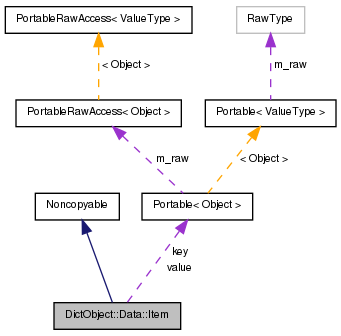 PortableRawAccess< ValueType >
RawType
< Object >
m_raw
PortableRawAccess< Object >
Portable< ValueType >
m_raw
< Object >
Noncopyable
Portable< Object >
key
value
DictObject::Data::Item